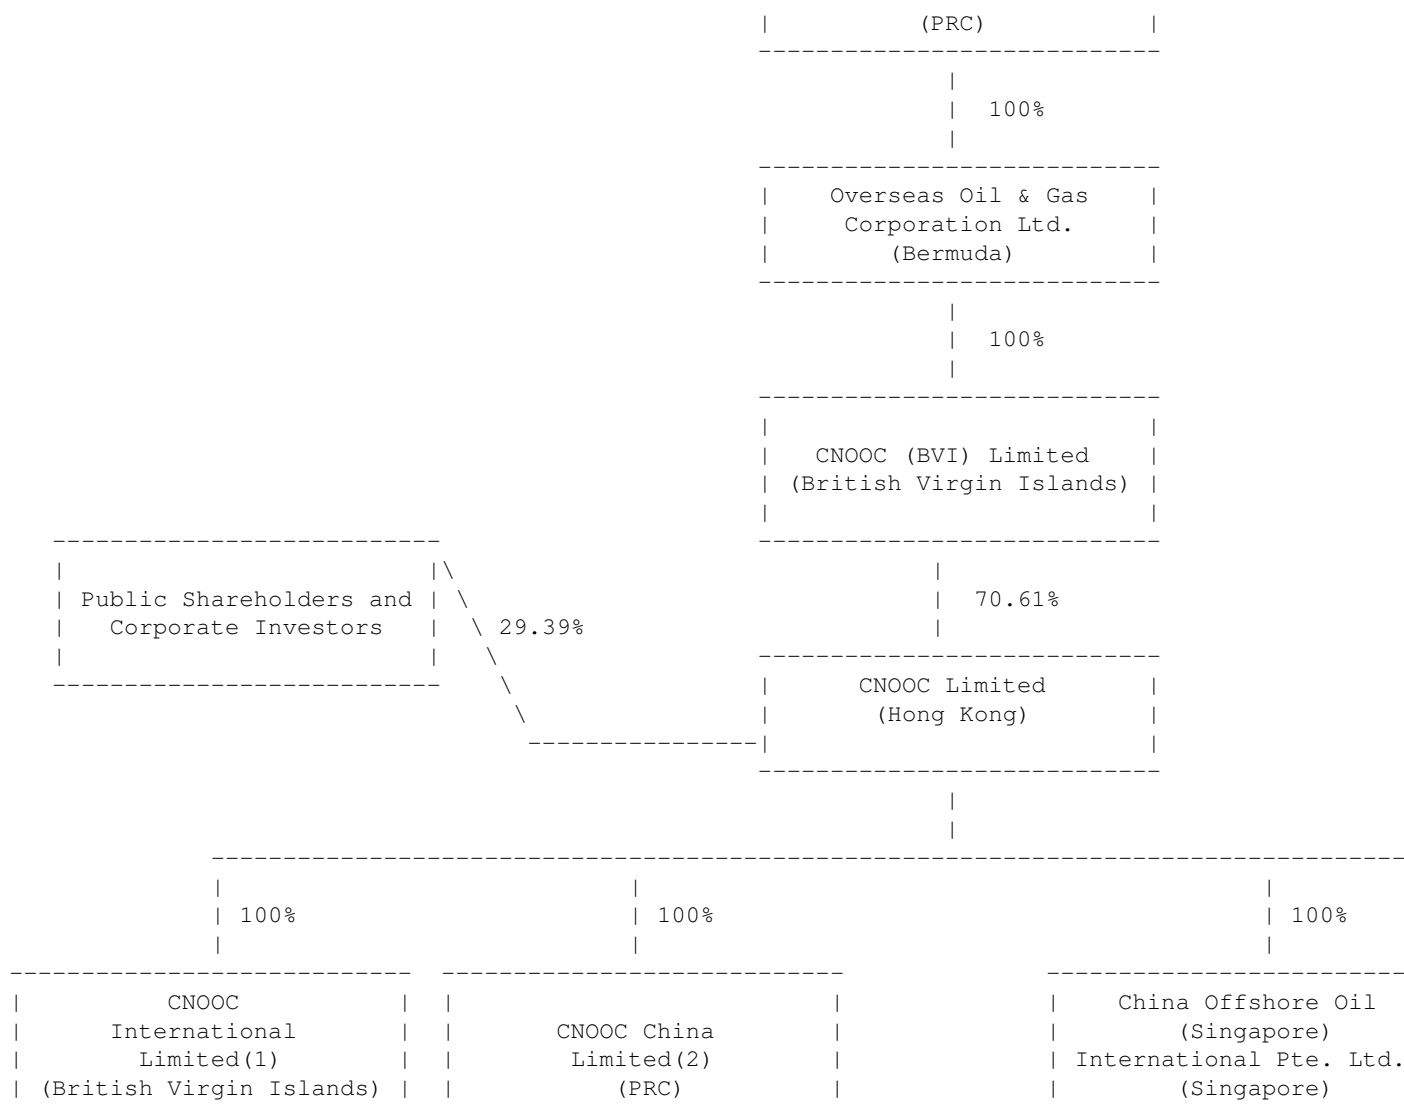 (PRC)
100%
Overseas Oil & Gas
Corporation Ltd.
(Bermuda)
100%
CNOOC (BVI) Limited
(British Virgin Islands)
Public Shareholders and
Corporate Investors
29.39%
70.61%
CNOOC Limited
(Hong Kong)
100%
100%
100%
CNOOC
International
Limited(1)
(British Virgin Islands)
CNOOC China
Limited(2)
(PRC)
China Offshore Oil
(Singapore)
International Pte. Ltd.
(Singapore)